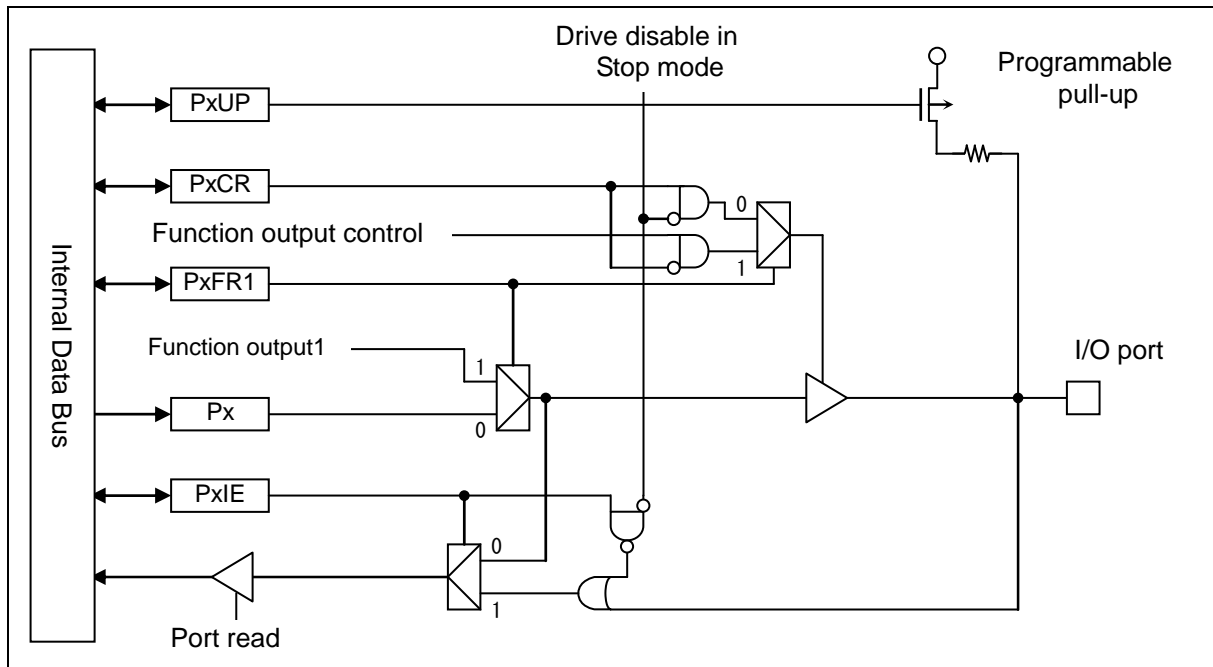 Drive disable in
Stop mode
Programmable
pull-up
PxUP
PxCR
0
Function output control
1
Internal Data Bus
PxFR1
Function output1
I/O port
1
Px
0
PxIE
0
1
Port read